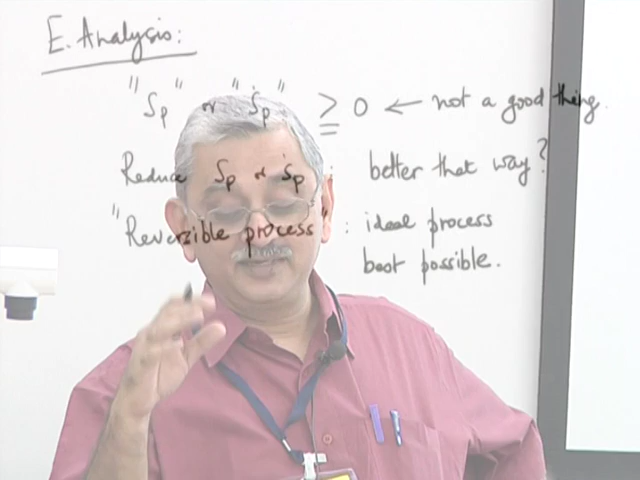 E. Analysis:
"Sp" or "Ṡp" ≥ 0 ← not a good thing.
Reduce Sp or Ṡp : better that way?
"Reversible process" : ideal process
best possible.